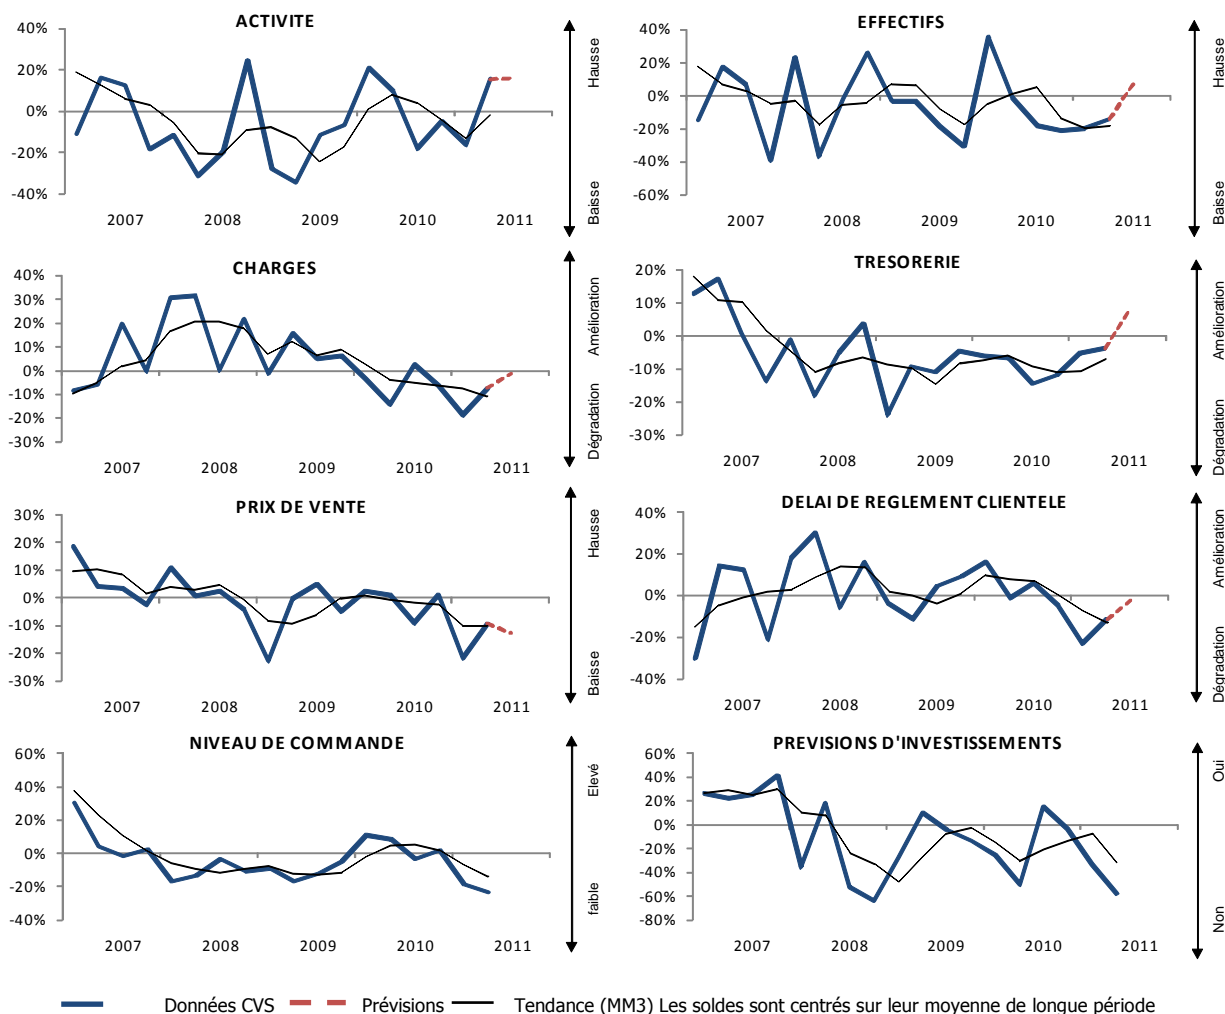 ACTIVITE
40%
20%
0%
-20%
-40%
2007 2008 2009 2010 2011
Hausse
Baisse
EFFECTIFS
40%
20%
0%
-20%
-40%
-60%
2007 2008 2009 2010 2011
Hausse
Baisse
CHARGES
40%
30%
20%
10%
0%
-10%
-20%
-30%
2007 2008 2009 2010 2011
Amélioration
Dégradation
TRESORERIE
20%
10%
0%
-10%
-20%
-30%
2007 2008 2009 2010 2011
Amélioration
Dégradation
PRIX DE VENTE
30%
20%
10%
0%
-10%
-20%
-30%
2007 2008 2009 2010 2011
Hausse
Baisse
DELAI DE REGLEMENT CLIENTELE
40%
20%
0%
-20%
-40%
2007 2008 2009 2010 2011
Amélioration
Dégradation
NIVEAU DE COMMANDE
60%
40%
20%
0%
-20%
-40%
2007 2008 2009 2010 2011
Elevé
faible
PREVISIONS D'INVESTISSEMENTS
60%
40%
20%
0%
-20%
-40%
-60%
-80%
2007 2008 2009 2010 2011
Oui
Non
Données CVS Prévisions Tendance (MM3) Les soldes sont centrés sur leur moyenne de longue période